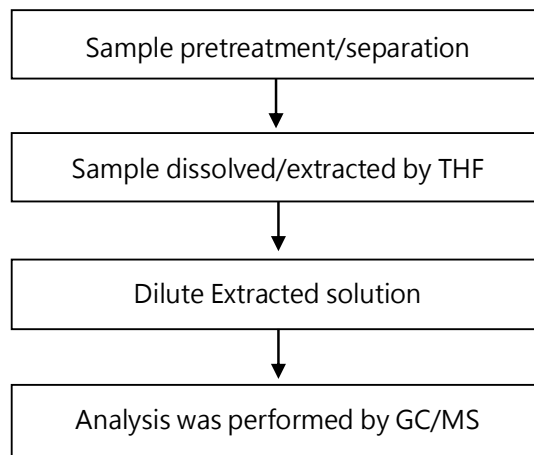 Sample pretreatment/separation
Sample dissolved/extracted by THF
Dilute Extracted solution
Analysis was performed by GC/MS